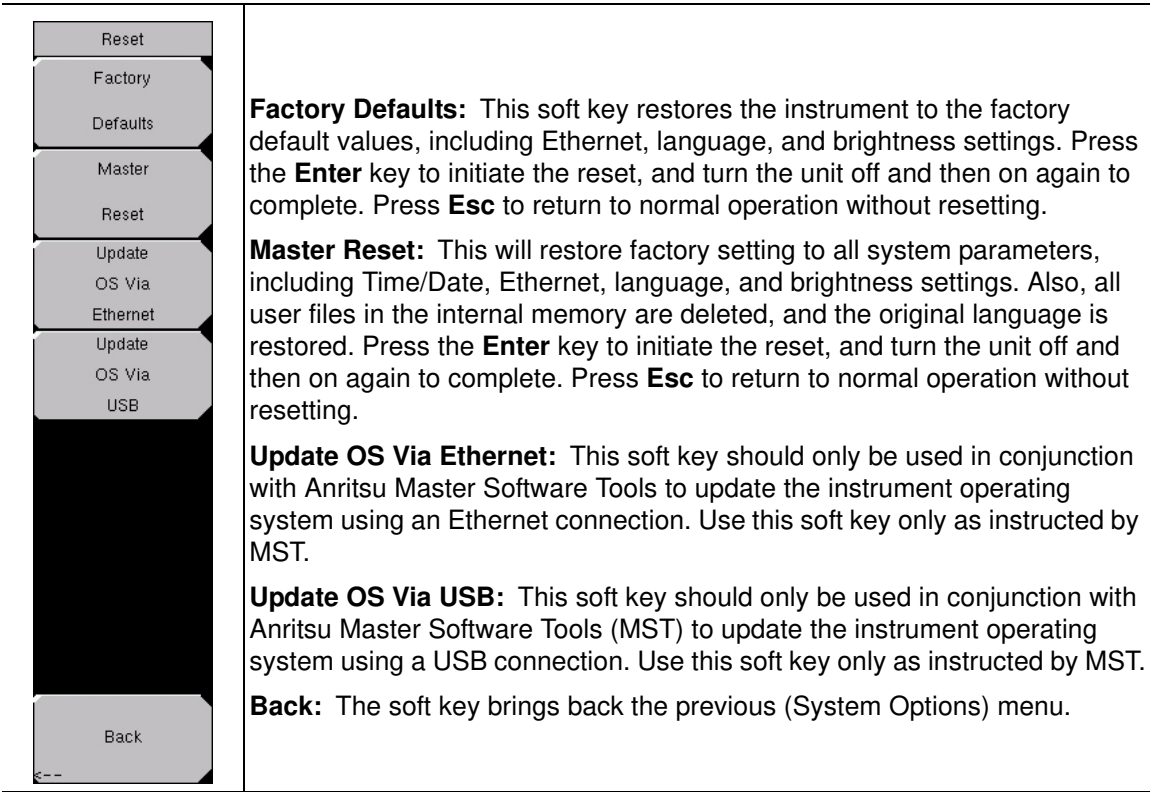 Reset
Factory
Defaults
Master
Reset
Update
OS Via
Ethernet
Update
OS Via
USB
Back
<--
Factory Defaults: This soft key restores the instrument to the factory
default values, including Ethernet, language, and brightness settings. Press
the Enter key to initiate the reset, and turn the unit off and then on again to
complete. Press Esc to return to normal operation without resetting.
Master Reset: This will restore factory setting to all system parameters,
including Time/Date, Ethernet, language, and brightness settings. Also, all
user files in the internal memory are deleted, and the original language is
restored. Press the Enter key to initiate the reset, and turn the unit off and
then on again to complete. Press Esc to return to normal operation without
resetting.
Update OS Via Ethernet: This soft key should only be used in conjunction
with Anritsu Master Software Tools to update the instrument operating
system using an Ethernet connection. Use this soft key only as instructed by
MST.
Update OS Via USB: This soft key should only be used in conjunction with
Anritsu Master Software Tools (MST) to update the instrument operating
system using a USB connection. Use this soft key only as instructed by MST.
Back: The soft key brings back the previous (System Options) menu.